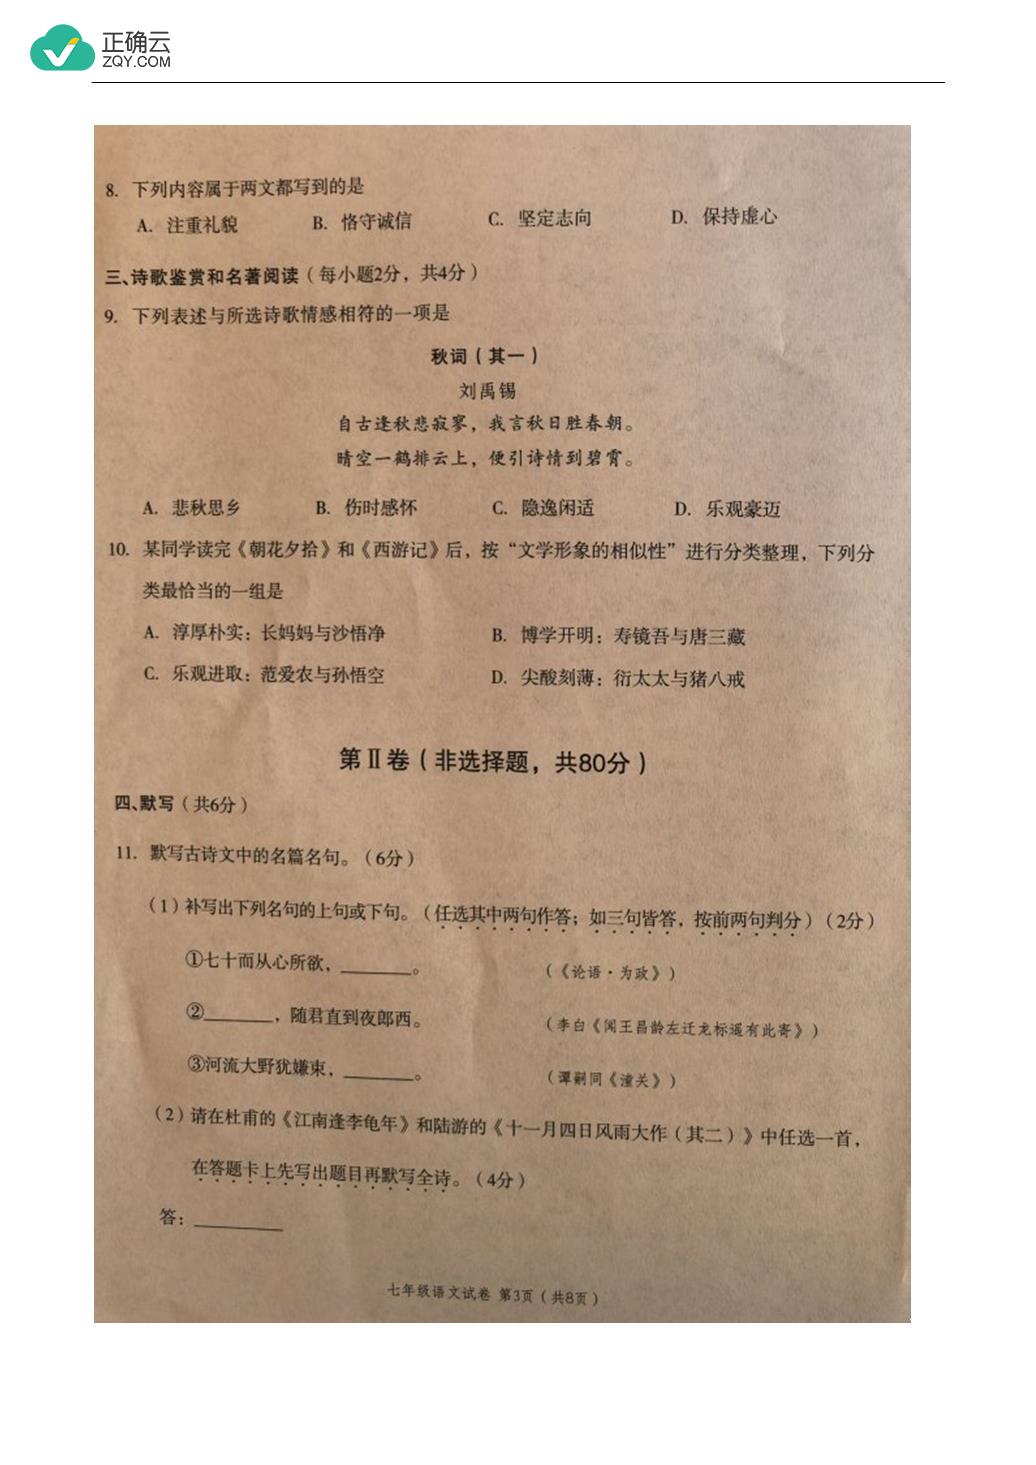 正确云
ZQY.COM
8. 下列内容属于两文都写到的是
A. 注重礼貌 B. 恪守诚信 C. 坚定志向 D. 保持虚心
三、诗歌鉴赏和名著阅读（每小题2分，共4分）
9. 下列表述与所选诗歌情感相符的一项是
秋词（其一）
刘禹锡
自古逢秋悲寂寥，我言秋日胜春朝。
晴空一鹤排云上，便引诗情到碧霄。
A. 悲秋思乡 B. 伤时感怀 C. 隐逸闲适 D. 乐观豪迈
10. 某同学读完《朝花夕拾》和《西游记》后，按“文学形象的相似性”进行分类整理，下列分
类最恰当的一组是
A. 淳厚朴实：长妈妈与沙悟净 B. 博学开明：寿镜吾与唐三藏
C. 乐观进取：范爱农与孙悟空 D. 尖酸刻薄：衍太太与猪八戒
第Ⅱ卷（非选择题，共80分）
四、默写（共6分）
11. 默写古诗文中的名篇名句。（6分）
（1）补写出下列名句的上句或下句。（任选其中两句作答；如三句皆答，按前两句判分）（2分）
①七十而从心所欲，________。 （《论语·为政》）
②________，随君直到夜郎西。 （李白《闻王昌龄左迁龙标遥有此寄》）
③河流大野犹嫌束，________。 （谭嗣同《潼关》）
（2）请在杜甫的《江南逢李龟年》和陆游的《十一月四日风雨大作（其二）》中任选一首，
在答题卡上先写出题目再默写全诗。（4分）
答：__________
七年级语文试卷 第3页（共8页）